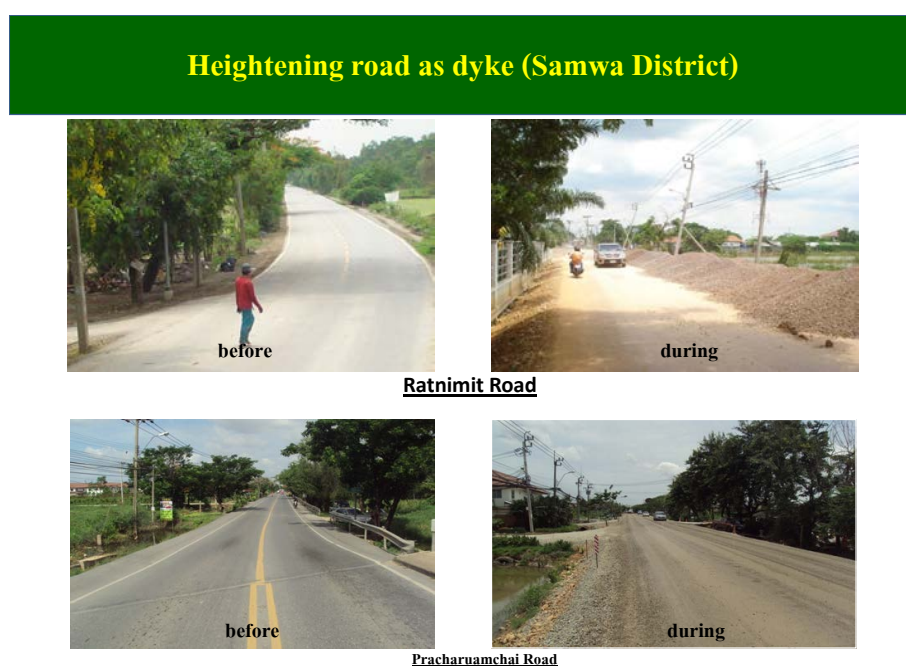 Heightening road as dyke (Samwa District)
before
during
Ratnimit Road
before
during
Pracharuamchai Road